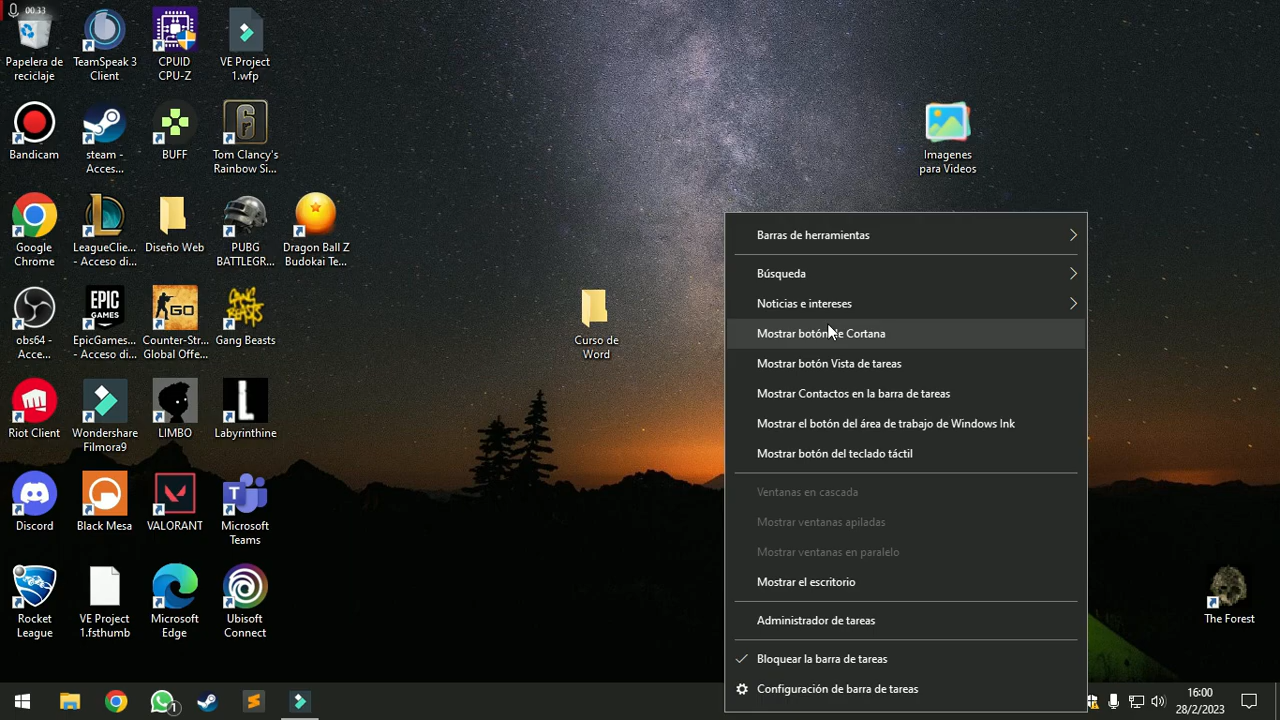 00:33
Papelera de
reciclaje
TeamSpeak 3
Client
CPUID
CPU-Z
VE Project
1.wfp
Bandicam
steam -
Acces...
BUFF
Tom Clancy's
Rainbow Si...
Imagenes
para Videos
Google
Chrome
LeagueClie...
- Acceso di...
Diseño Web
PUBG
BATTLEGR...
Dragon Ball Z
Budokai Te...
obs64 -
Acce...
EPIC
GAMES
EpicGames...
- Acceso di...
GO
Counter-Str...
Global Offe...
GANG
BEASTS
Gang Beasts
Curso de
Word
Riot Client
Wondershare
Filmora9
LIMBO
L
Labyrinthine
Discord
Black Mesa
VALORANT
T
Microsoft
Teams
Rocket
League
VE Project
1.fsthumb
Microsoft
Edge
Ubisoft
Connect
The Forest
Barras de herramientas
Búsqueda
Noticias e intereses
Mostrar botón de Cortana
Mostrar botón Vista de tareas
Mostrar Contactos en la barra de tareas
Mostrar el botón del área de trabajo de Windows Ink
Mostrar botón del teclado táctil
Ventanas en cascada
Mostrar ventanas apiladas
Mostrar ventanas en paralelo
Mostrar el escritorio
Administrador de tareas
Bloquear la barra de tareas
Configuración de barra de tareas
1
16:00
28/2/2023